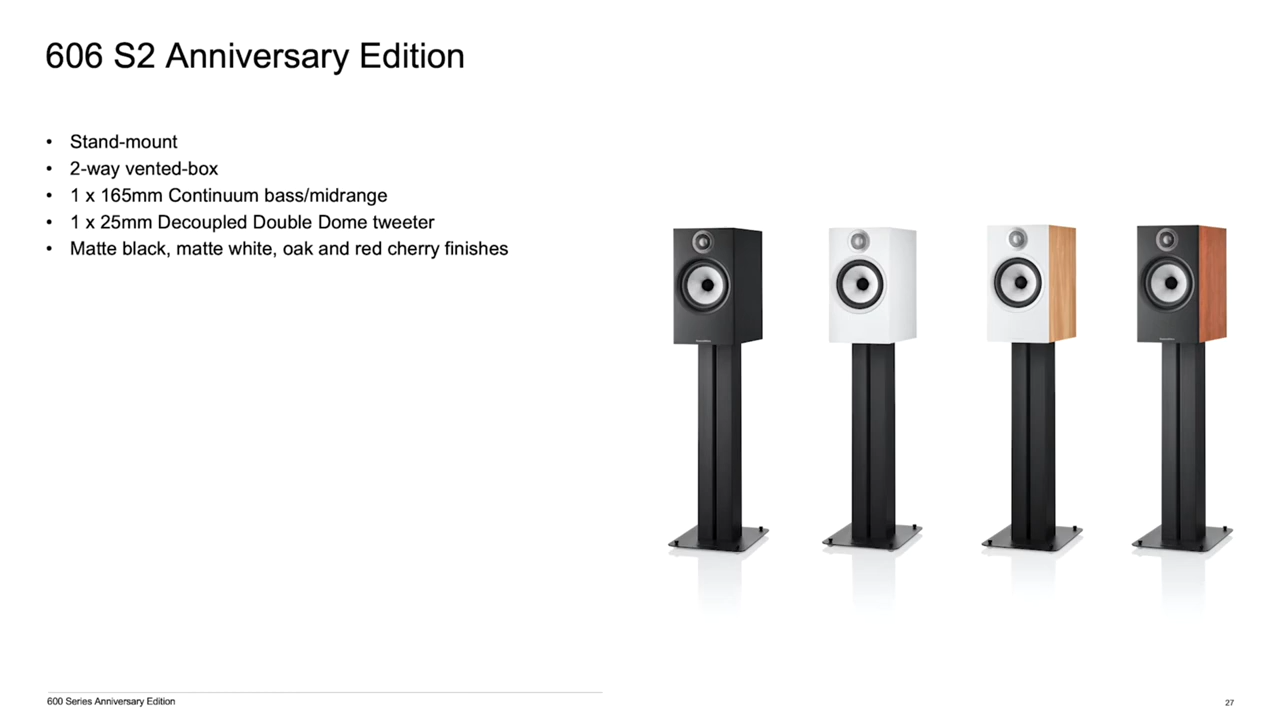 606 S2 Anniversary Edition
• Stand-mount
• 2-way vented-box
• 1 x 165mm Continuum bass/midrange
• 1 x 25mm Decoupled Double Dome tweeter
• Matte black, matte white, oak and red cherry finishes
600 Series Anniversary Edition
27